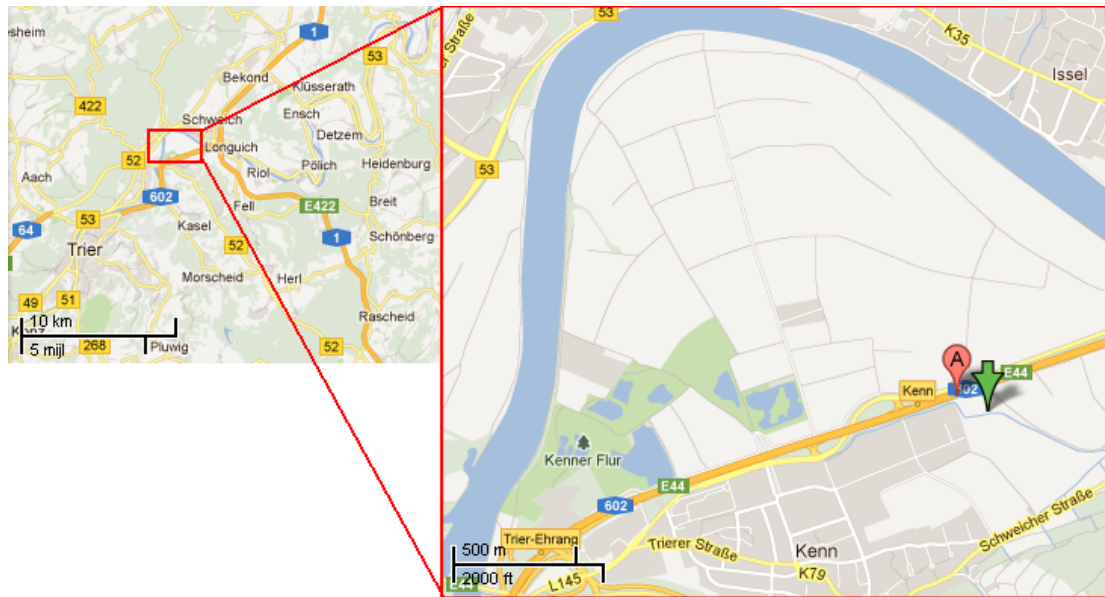 esheim
1
53
Bekond
Klüsserath
422
Ensch
Schweich
Detzem
52
Longuich
Pölich
Heidenburg
Aach
Riol
602
Fell
E422
Breit
64
53
Kasel
52
1
Schönberg
Trier
Morscheid
Herl
49
51
Rascheid
10 km
5 mijl
268
Pluwig
52
53
K35
Issel
53
A
E44
Kenn
602
Kenner Flur
E44
602
Schweicher Straße
Trier-Ehrang
500 m
Trierer Straße
Kenn
2000 ft
L145
K79
E44